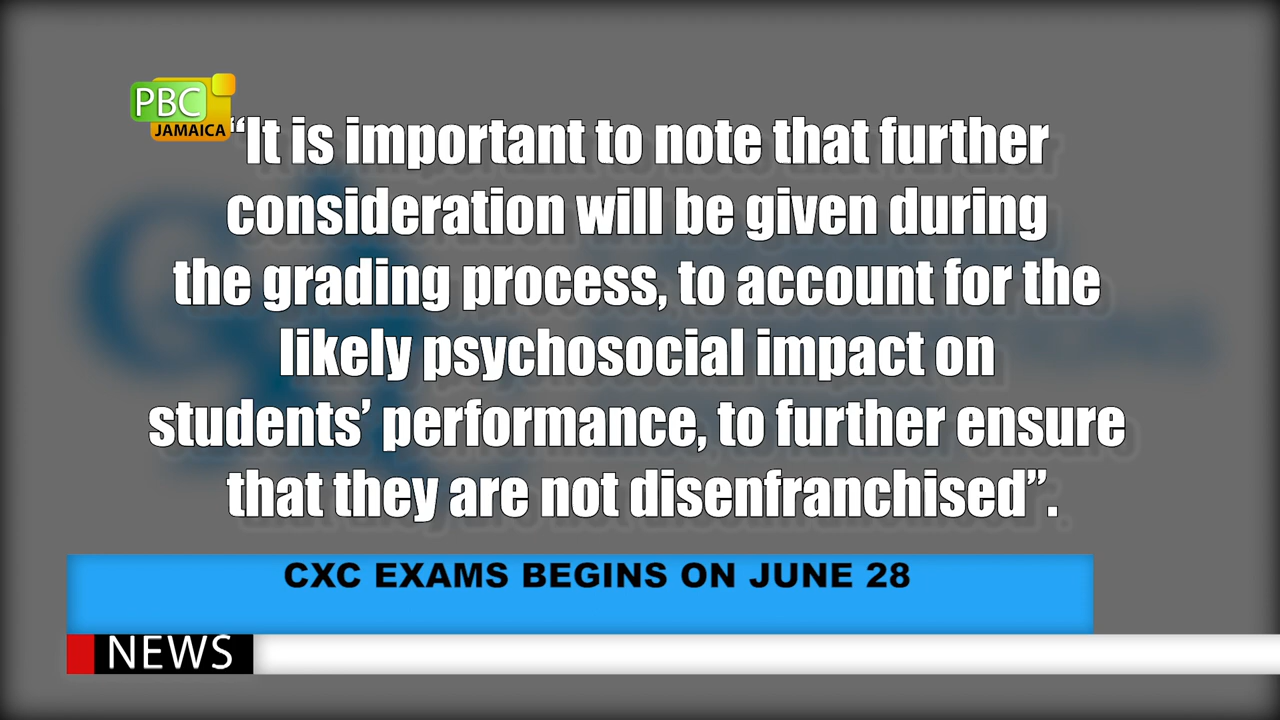 PBC
JAMAICA
“It is important to note that further
consideration will be given during
the grading process, to account for the
likely psychosocial impact on
students’ performance, to further ensure
that they are not disenfranchised”.
CXC EXAMS BEGINS ON JUNE 28
NEWS